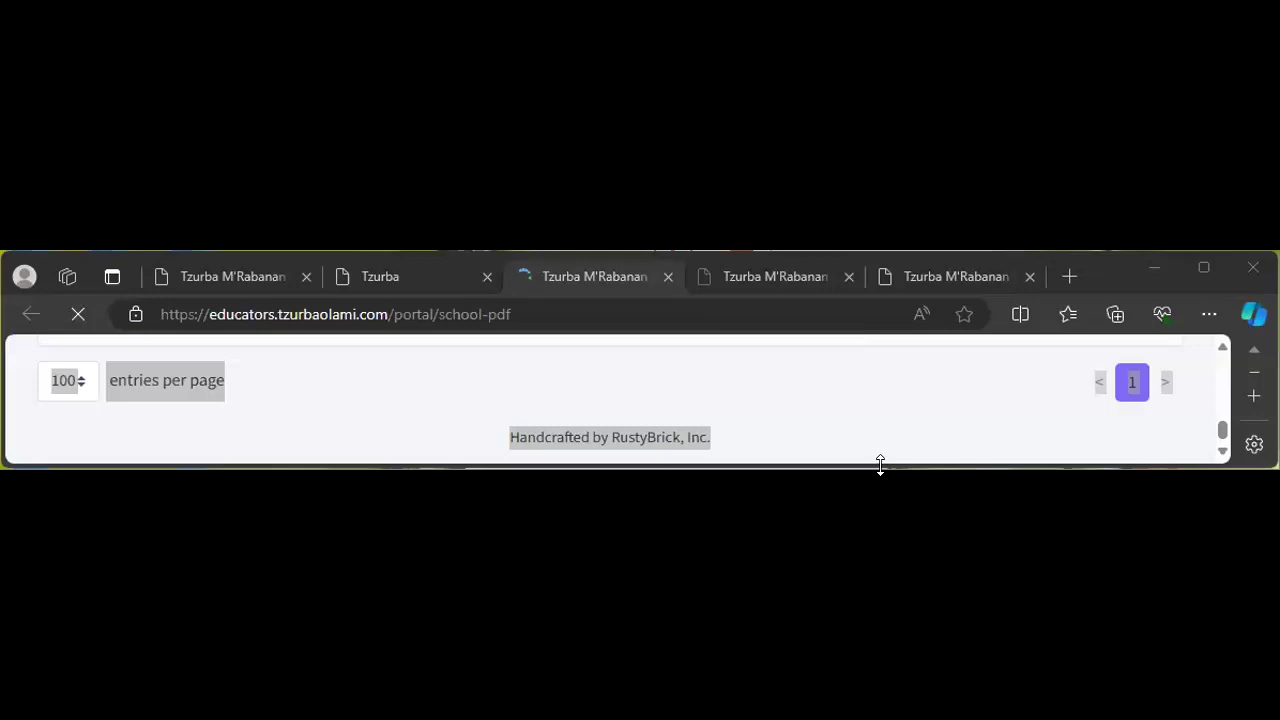 Tzurba M'Rabanan Tzurba Tzurba M'Rabanan Tzurba M'Rabanan Tzurba M'Rabanan
https://educators.tzurbaolami.com/portal/school-pdf
100 entries per page < 1 >
Handcrafted by RustyBrick, Inc.